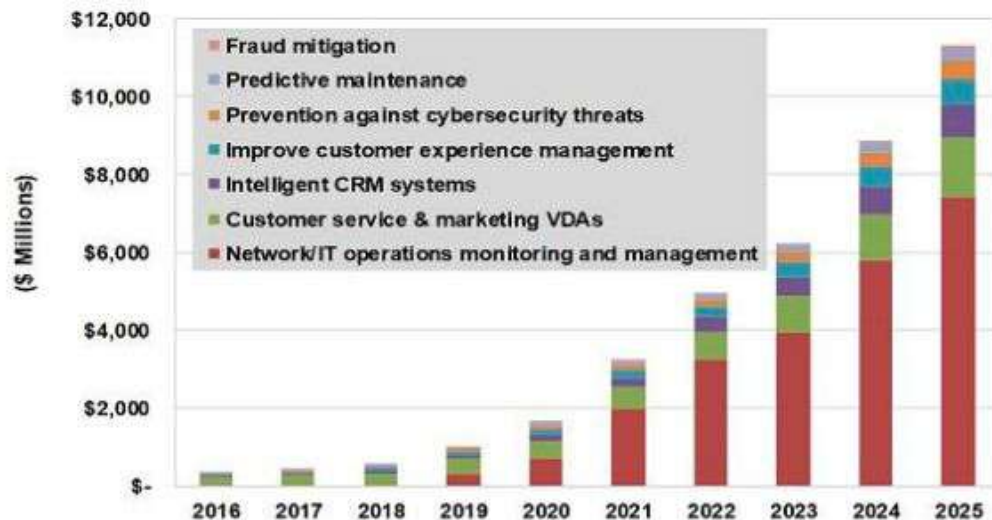 $12,000
$10,000
$8,000
$6,000
$4,000
$2,000
$-
($ Millions)
Fraud mitigation
Predictive maintenance
Prevention against cybersecurity threats
Improve customer experience management
Intelligent CRM systems
Customer service & marketing VDAs
Network/IT operations monitoring and management
2016 2017 2018 2019 2020 2021 2022 2023 2024 2025